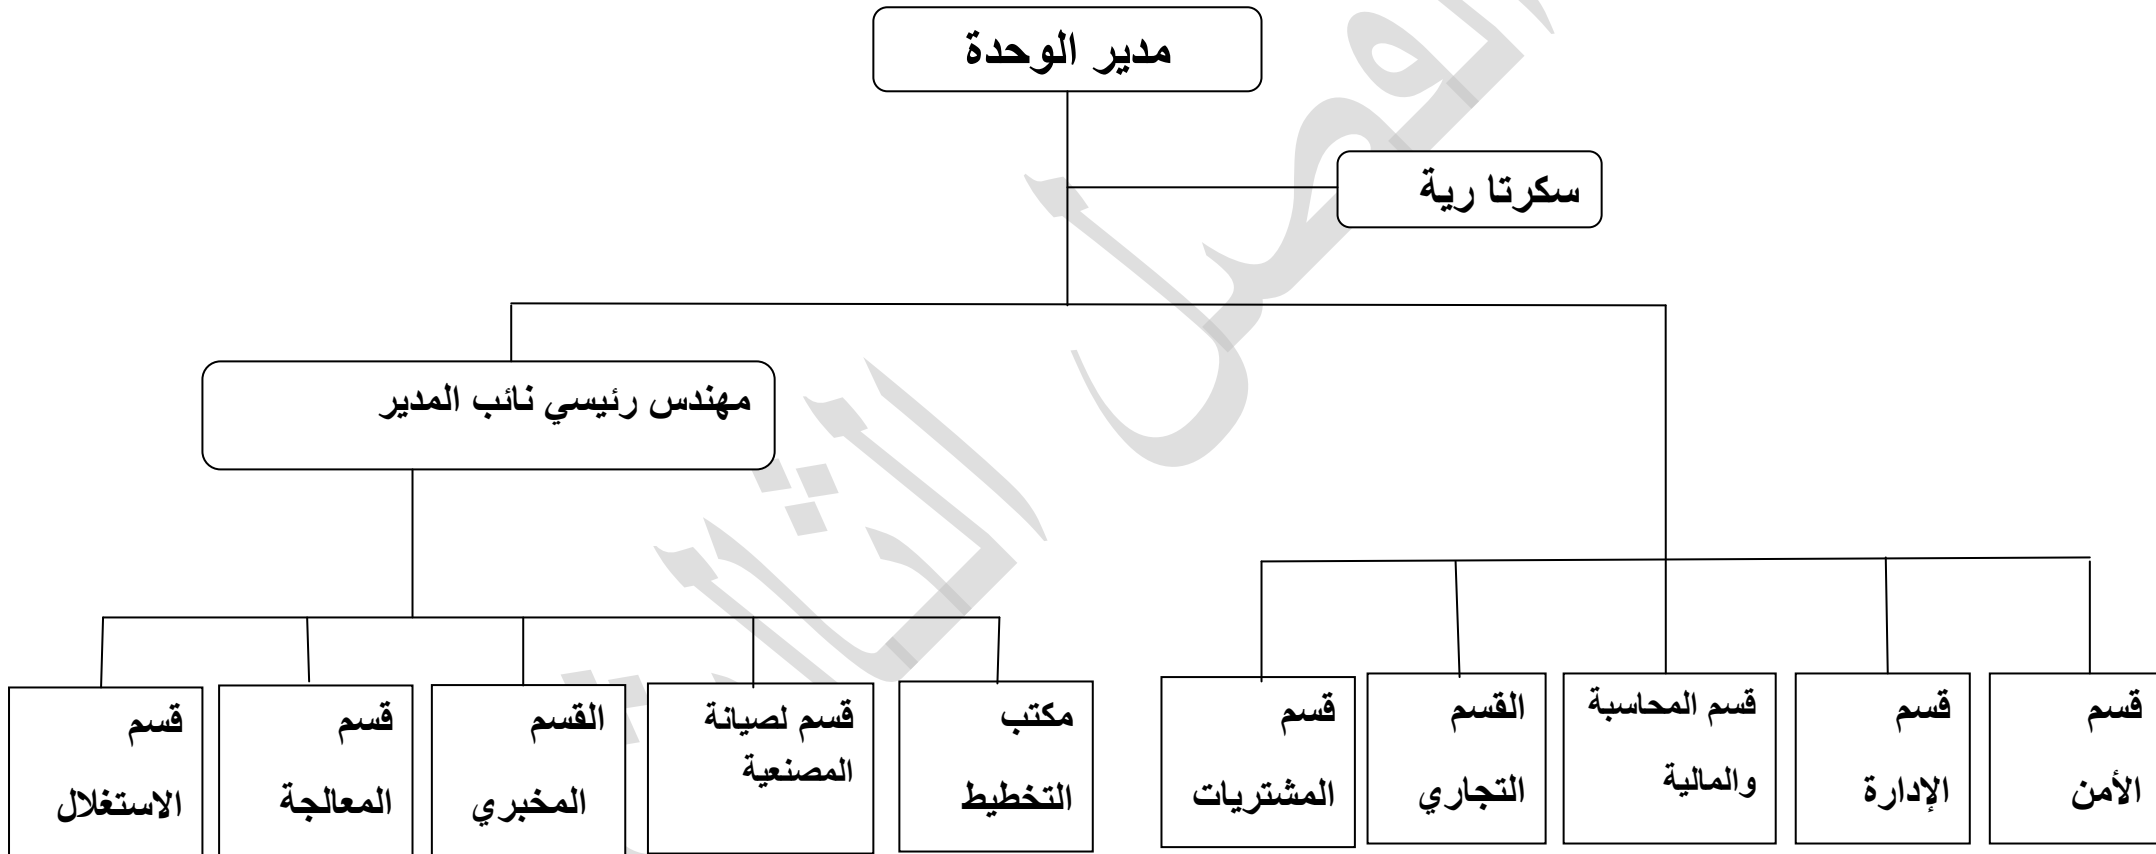 مدير الوحدة
سكرتا رية
مهندس رئيسي نائب المدير
قسم
الأمن
قسم
الإدارة
قسم المحاسبة
والمالية
القسم
التجاري
قسم
المشتريات
مكتب
التخطيط
قسم لصيانة
المصنعية
القسم
المخبري
قسم
المعالجة
قسم
الاستغلال
الفصل